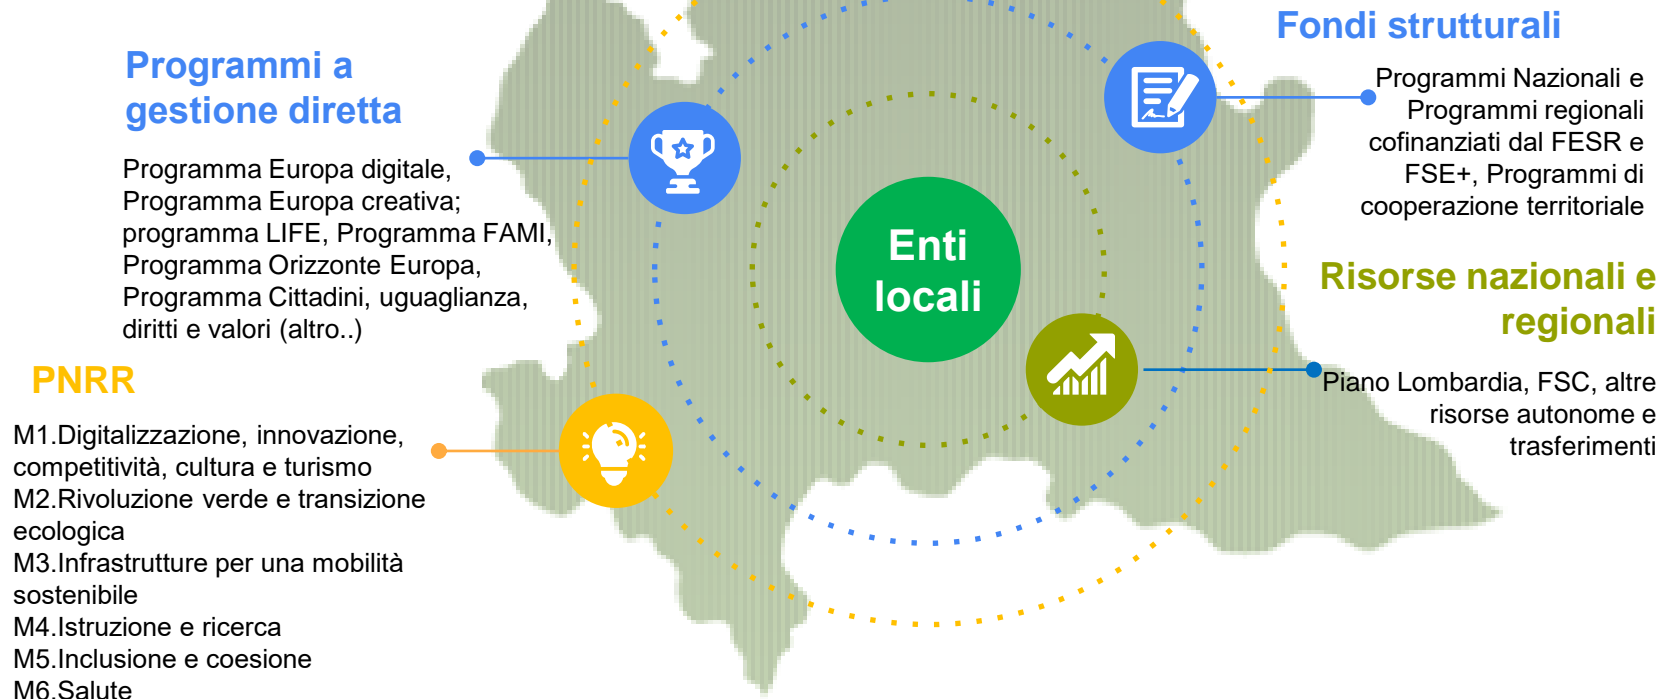 Programmi a
gestione diretta
Programma Europa digitale,
Programma Europa creativa;
programma LIFE, Programma FAMI,
Programma Orizzonte Europa,
Programma Cittadini, uguaglianza,
diritti e valori (altro..)
PNRR
M1.Digitalizzazione, innovazione,
competitività, cultura e turismo
M2.Rivoluzione verde e transizione
ecologica
M3.Infrastrutture per una mobilità
sostenibile
M4.Istruzione e ricerca
M5.Inclusione e coesione
M6.Salute
Enti
locali
Fondi strutturali
Programmi Nazionali e
Programmi regionali
cofinanziati dal FESR e
FSE+, Programmi di
cooperazione territoriale
Risorse nazionali e
regionali
Piano Lombardia, FSC, altre
risorse autonome e
trasferimenti